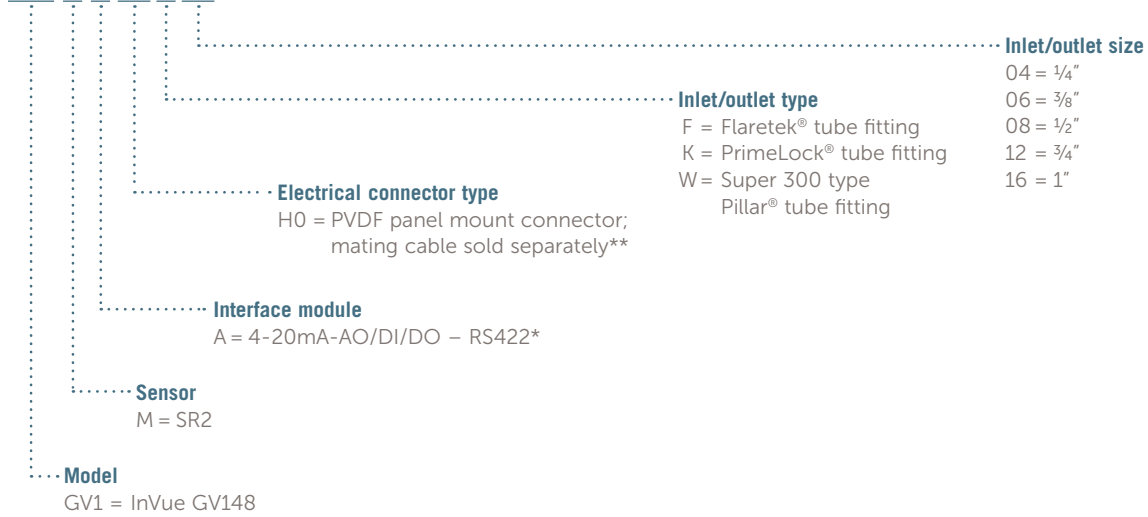 Inlet/outlet size
04 = ¼″
06 = ⅜″
08 = ½″
12 = ¾″
16 = 1″
Inlet/outlet type
F = Flaretek® tube fitting
K = PrimeLock® tube fitting
W = Super 300 type
Pillar® tube fitting
Electrical connector type
H0 = PVDF panel mount connector;
mating cable sold separately**
Interface module
A = 4-20mA-AO/DI/DO – RS422*
Sensor
M = SR2
Model
GV1 = InVue GV148